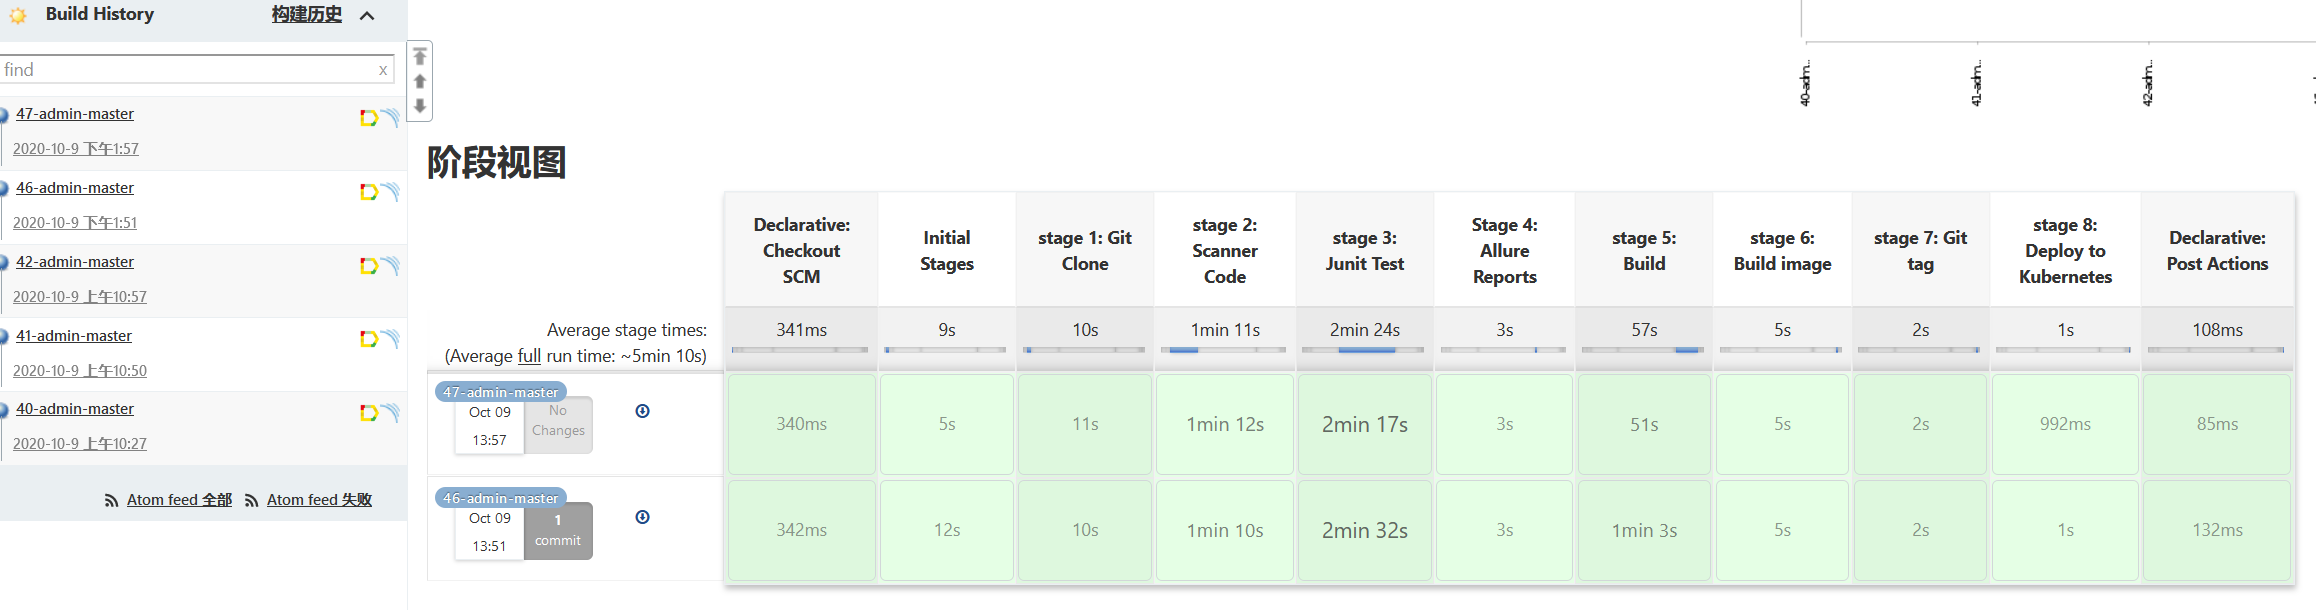 Build History 构建历史
find x
47-admin-master
2020-10-9 下午1:57
46-admin-master
2020-10-9 下午1:51
42-admin-master
2020-10-9 上午10:57
41-admin-master
2020-10-9 上午10:50
40-admin-master
2020-10-9 上午10:27
Atom feed 全部 Atom feed 失败
40-adm...
41-adm...
42-adm...
阶段视图
Declarative:
Checkout
SCM
Initial
Stages
stage 1: Git
Clone
stage 2:
Scanner
Code
stage 3:
Junit Test
Stage 4:
Allure
Reports
stage 5:
Build
stage 6:
Build image
stage 7: Git
tag
stage 8:
Deploy to
Kubernetes
Declarative:
Post Actions
Average stage times: 341ms 9s 10s 1min 11s 2min 24s 3s 57s 5s 2s 1s 108ms
(Average full run time: ~5min 10s)
47-admin-master
Oct 09
13:57
No
Changes
340ms 5s 11s 1min 12s 2min 17s 3s 51s 5s 2s 992ms 85ms
46-admin-master
Oct 09
13:51
1
commit
342ms 12s 10s 1min 10s 2min 32s 3s 1min 3s 5s 2s 1s 132ms